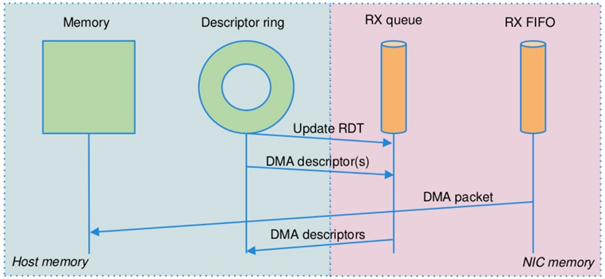 Memory
Descriptor ring
RX queue
RX FIFO
Update RDT
DMA descriptor(s)
DMA packet
DMA descriptors
Host memory
NIC memory